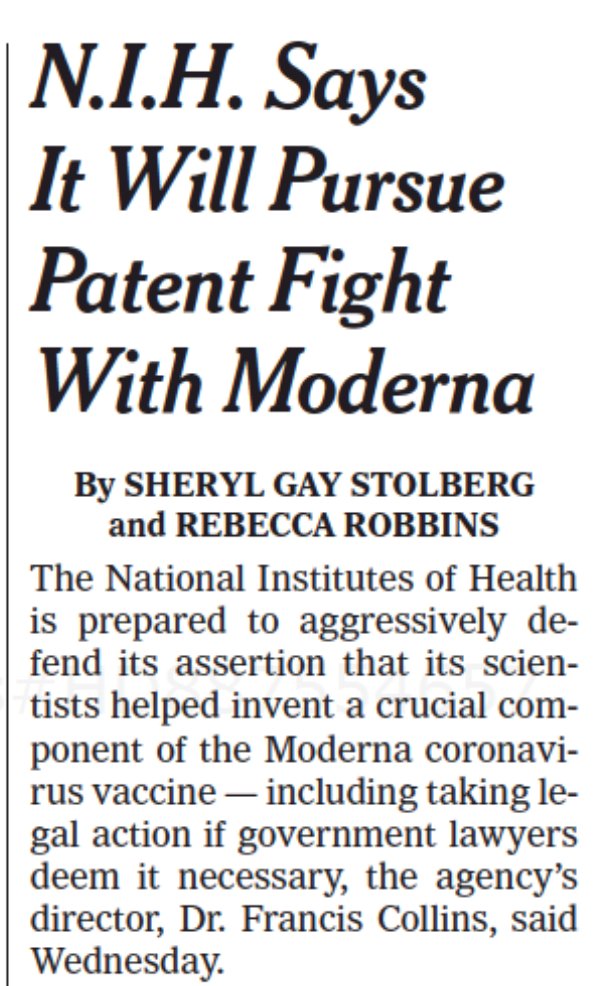 N.I.H. Says
It Will Pursue
Patent Fight
With Moderna
By SHERYL GAY STOLBERG
and REBECCA ROBBINS
The National Institutes of Health
is prepared to aggressively de-
fend its assertion that its scien-
tists helped invent a crucial com-
ponent of the Moderna coronavi-
rus vaccine — including taking le-
gal action if government lawyers
deem it necessary, the agency’s
director, Dr. Francis Collins, said
Wednesday.